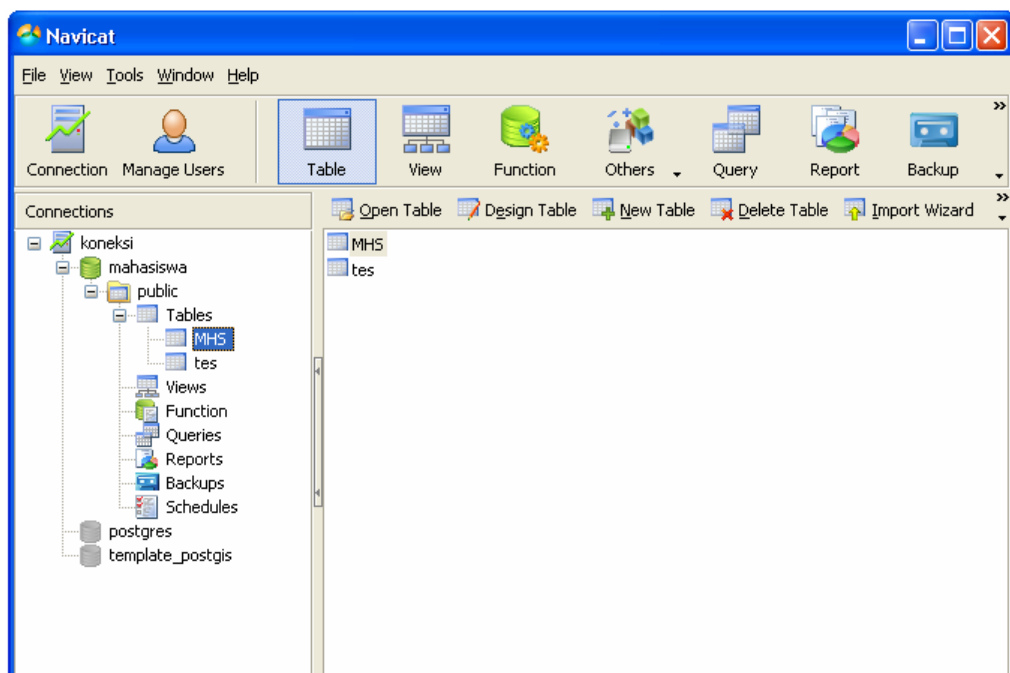 Navicat
File View Tools Window Help
Connection Manage Users Table View Function Others Query Report Backup
Connections
Open Table Design Table New Table Delete Table Import Wizard
koneksi
mahasiswa
public
Tables
MHS
tes
Views
Function
Queries
Reports
Backups
Schedules
postgres
template_postgis
MHS
tes